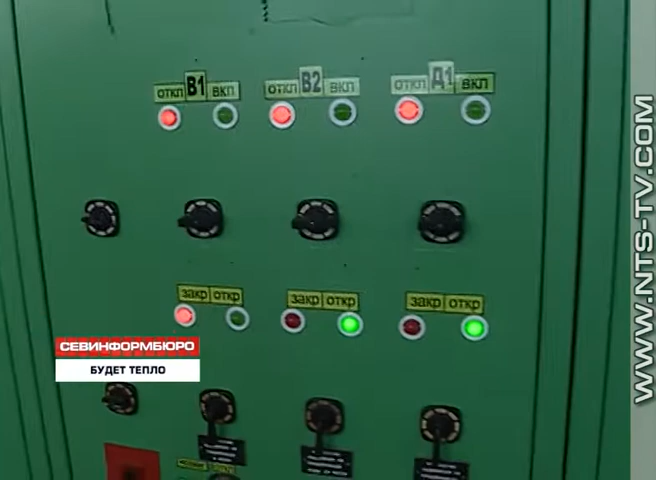 В1 В2 Д1
откл вкл откл вкл откл вкл
закр откр закр откр закр откр
СЕВИНФОРМБЮРО
БУДЕТ ТЕПЛО
WWW.NTS-TV.COM